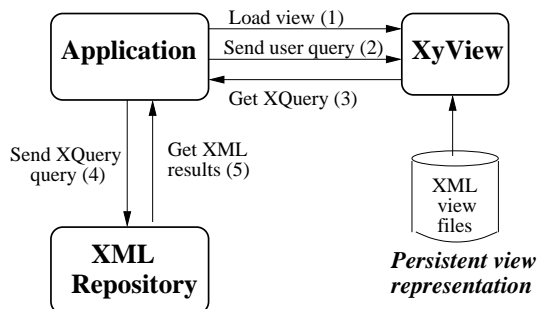 Load view (1)
Application
Send user query (2)
XyView
Get XQuery (3)
Send XQuery
query (4)
Get XML
results (5)
XML
view
files
XML
Repository
Persistent view
representation